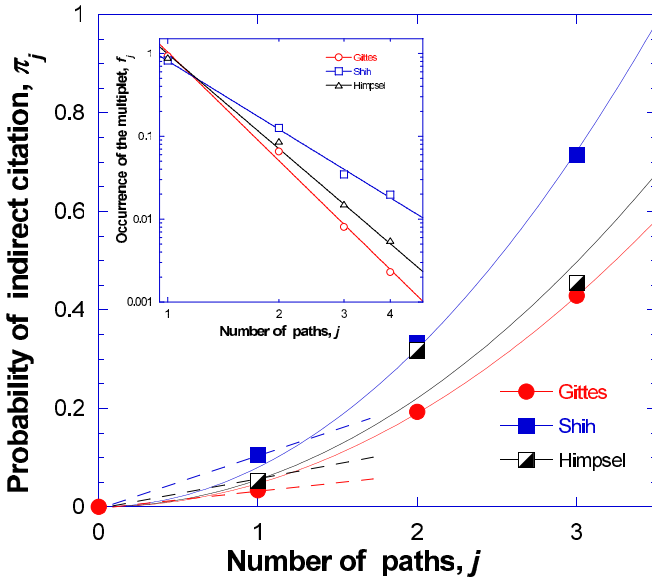 Probability of indirect citation, πj
1
0.8
0.6
0.4
0.2
0
0
1
2
3
Number of paths, j
Gittes
Shih
Himpsel
Occurrence of the multiplet, fj
1
0.1
0.01
0.001
1
2
3
4
Number of paths, j
Gittes
Shih
Himpsel